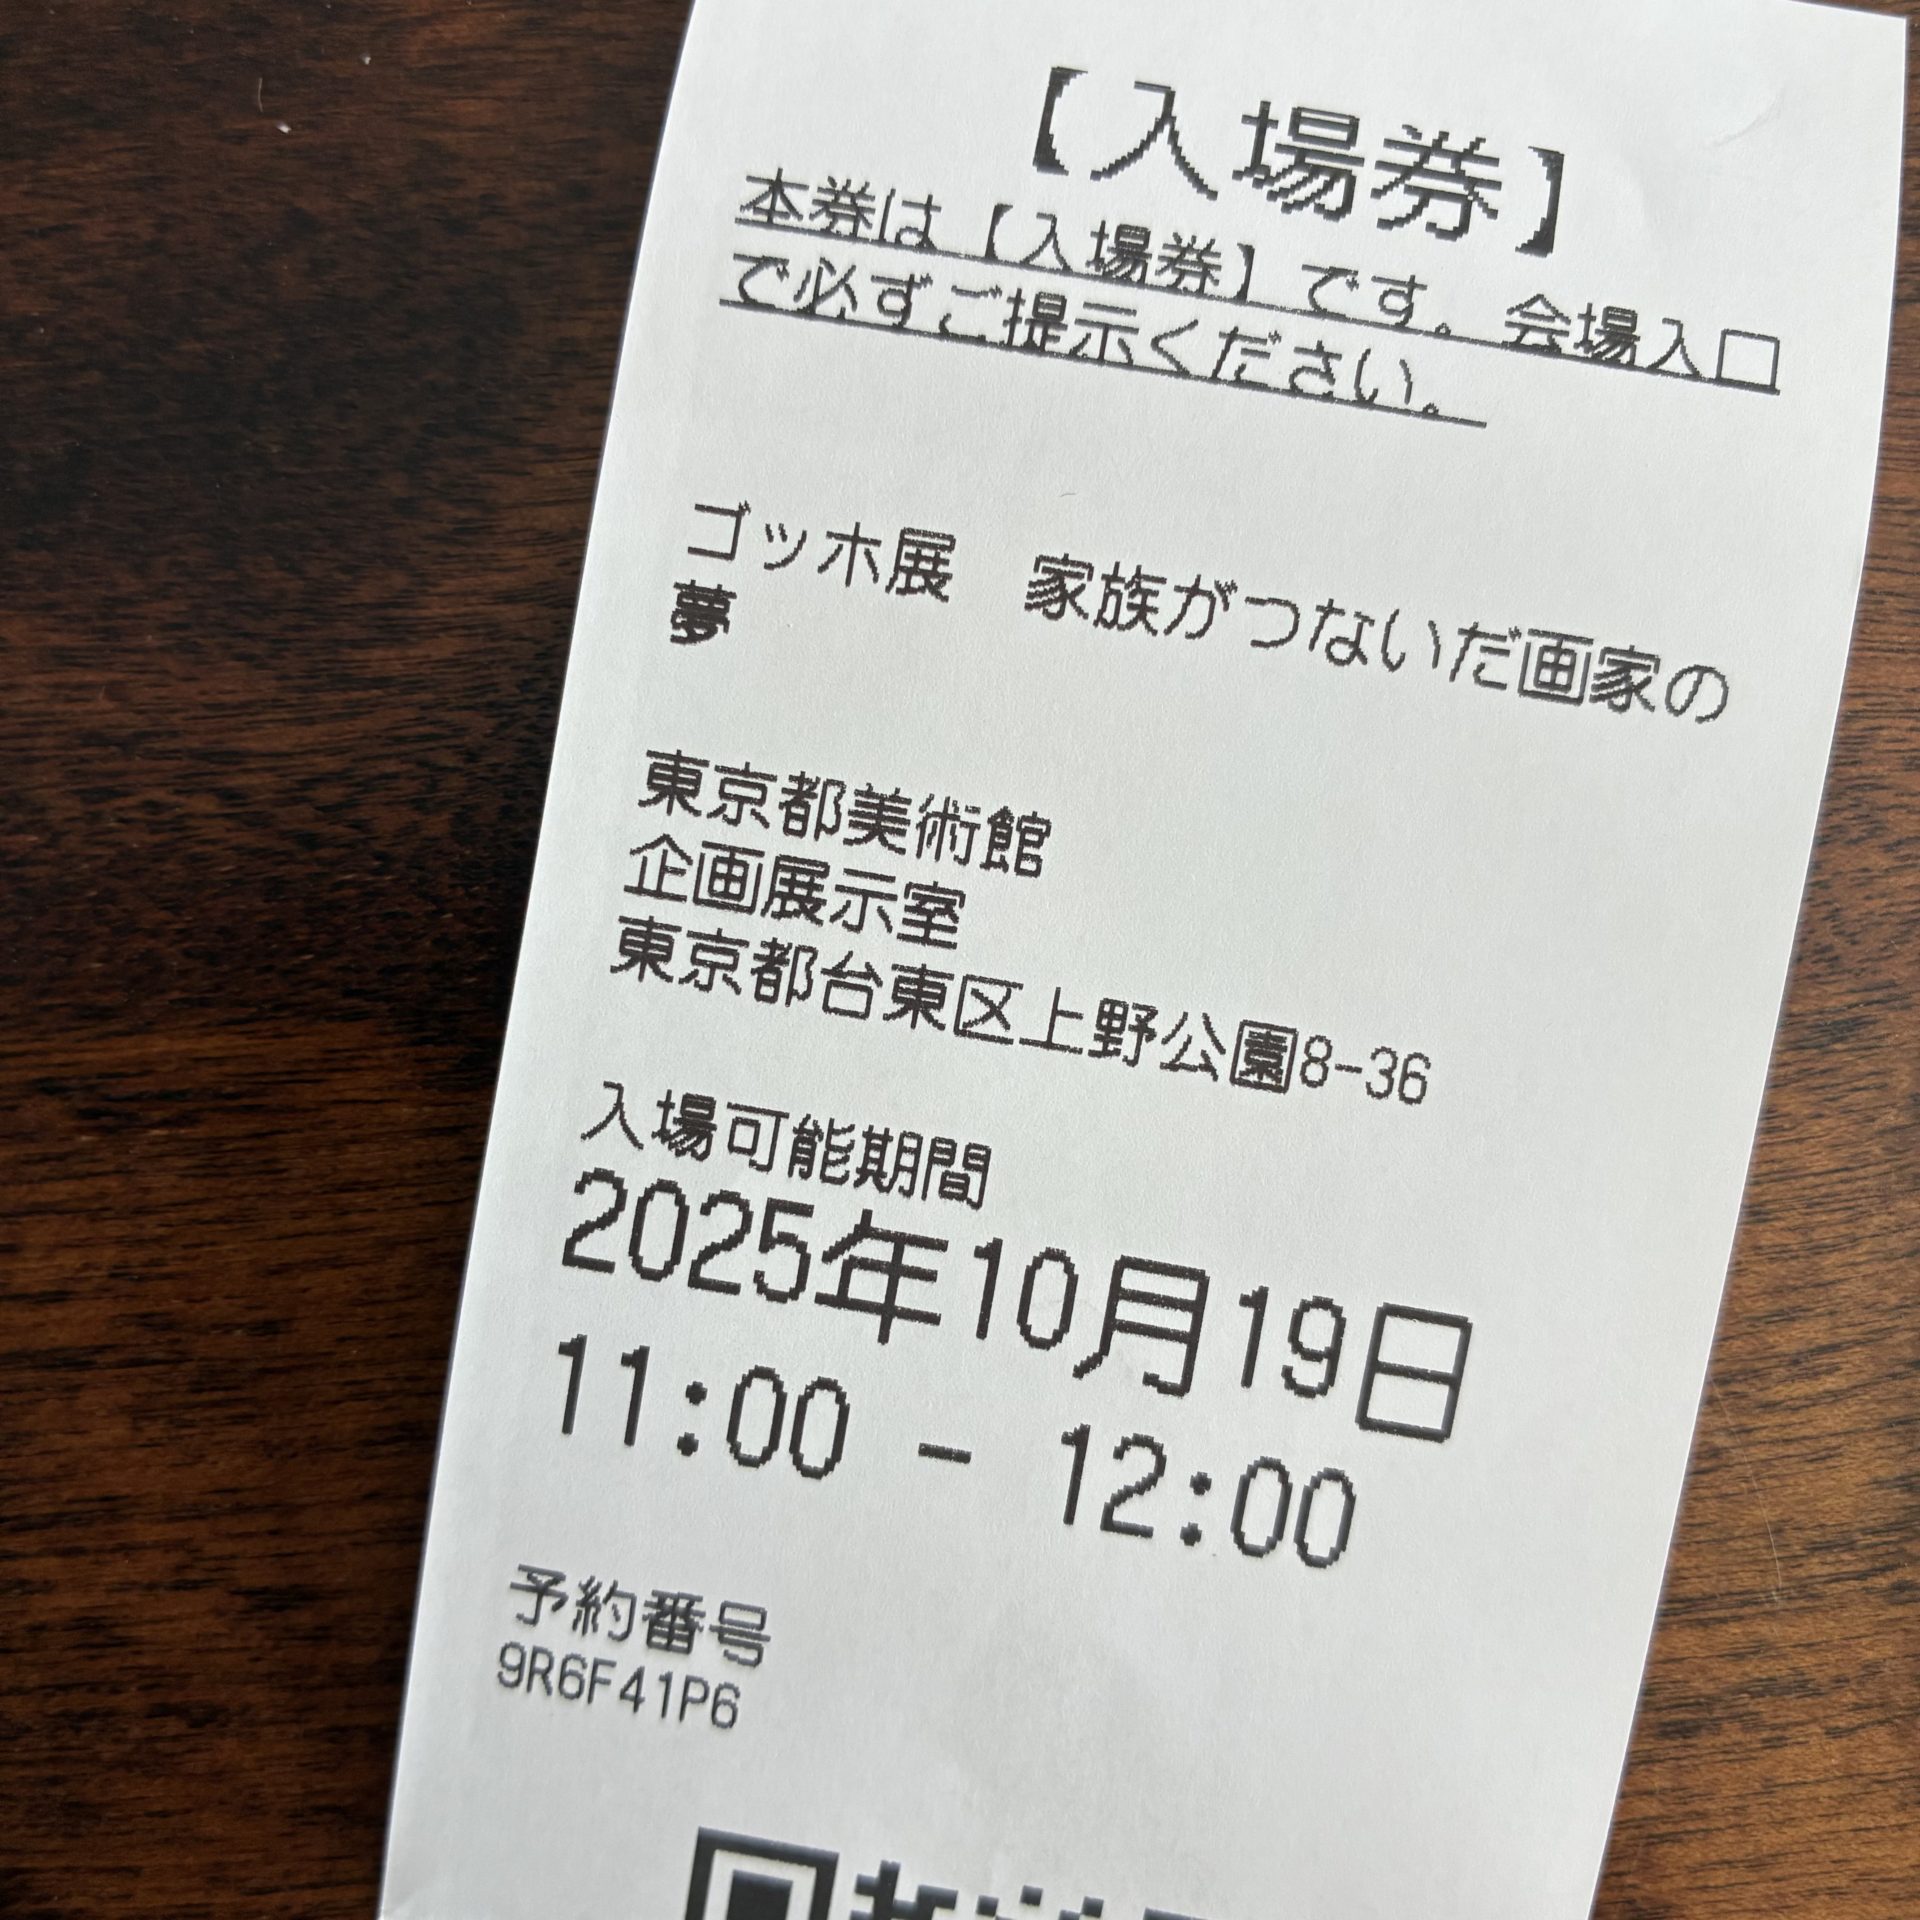 【入場券】
本券は【入場券】です。会場入口
で必ずご提示ください。
ゴッホ展　家族がつないだ画家の
夢
東京都美術館
企画展示室
東京都台東区上野公園8-36
入場可能期間
2025年10月19日
11:00 - 12:00
予約番号
9R6F41P6